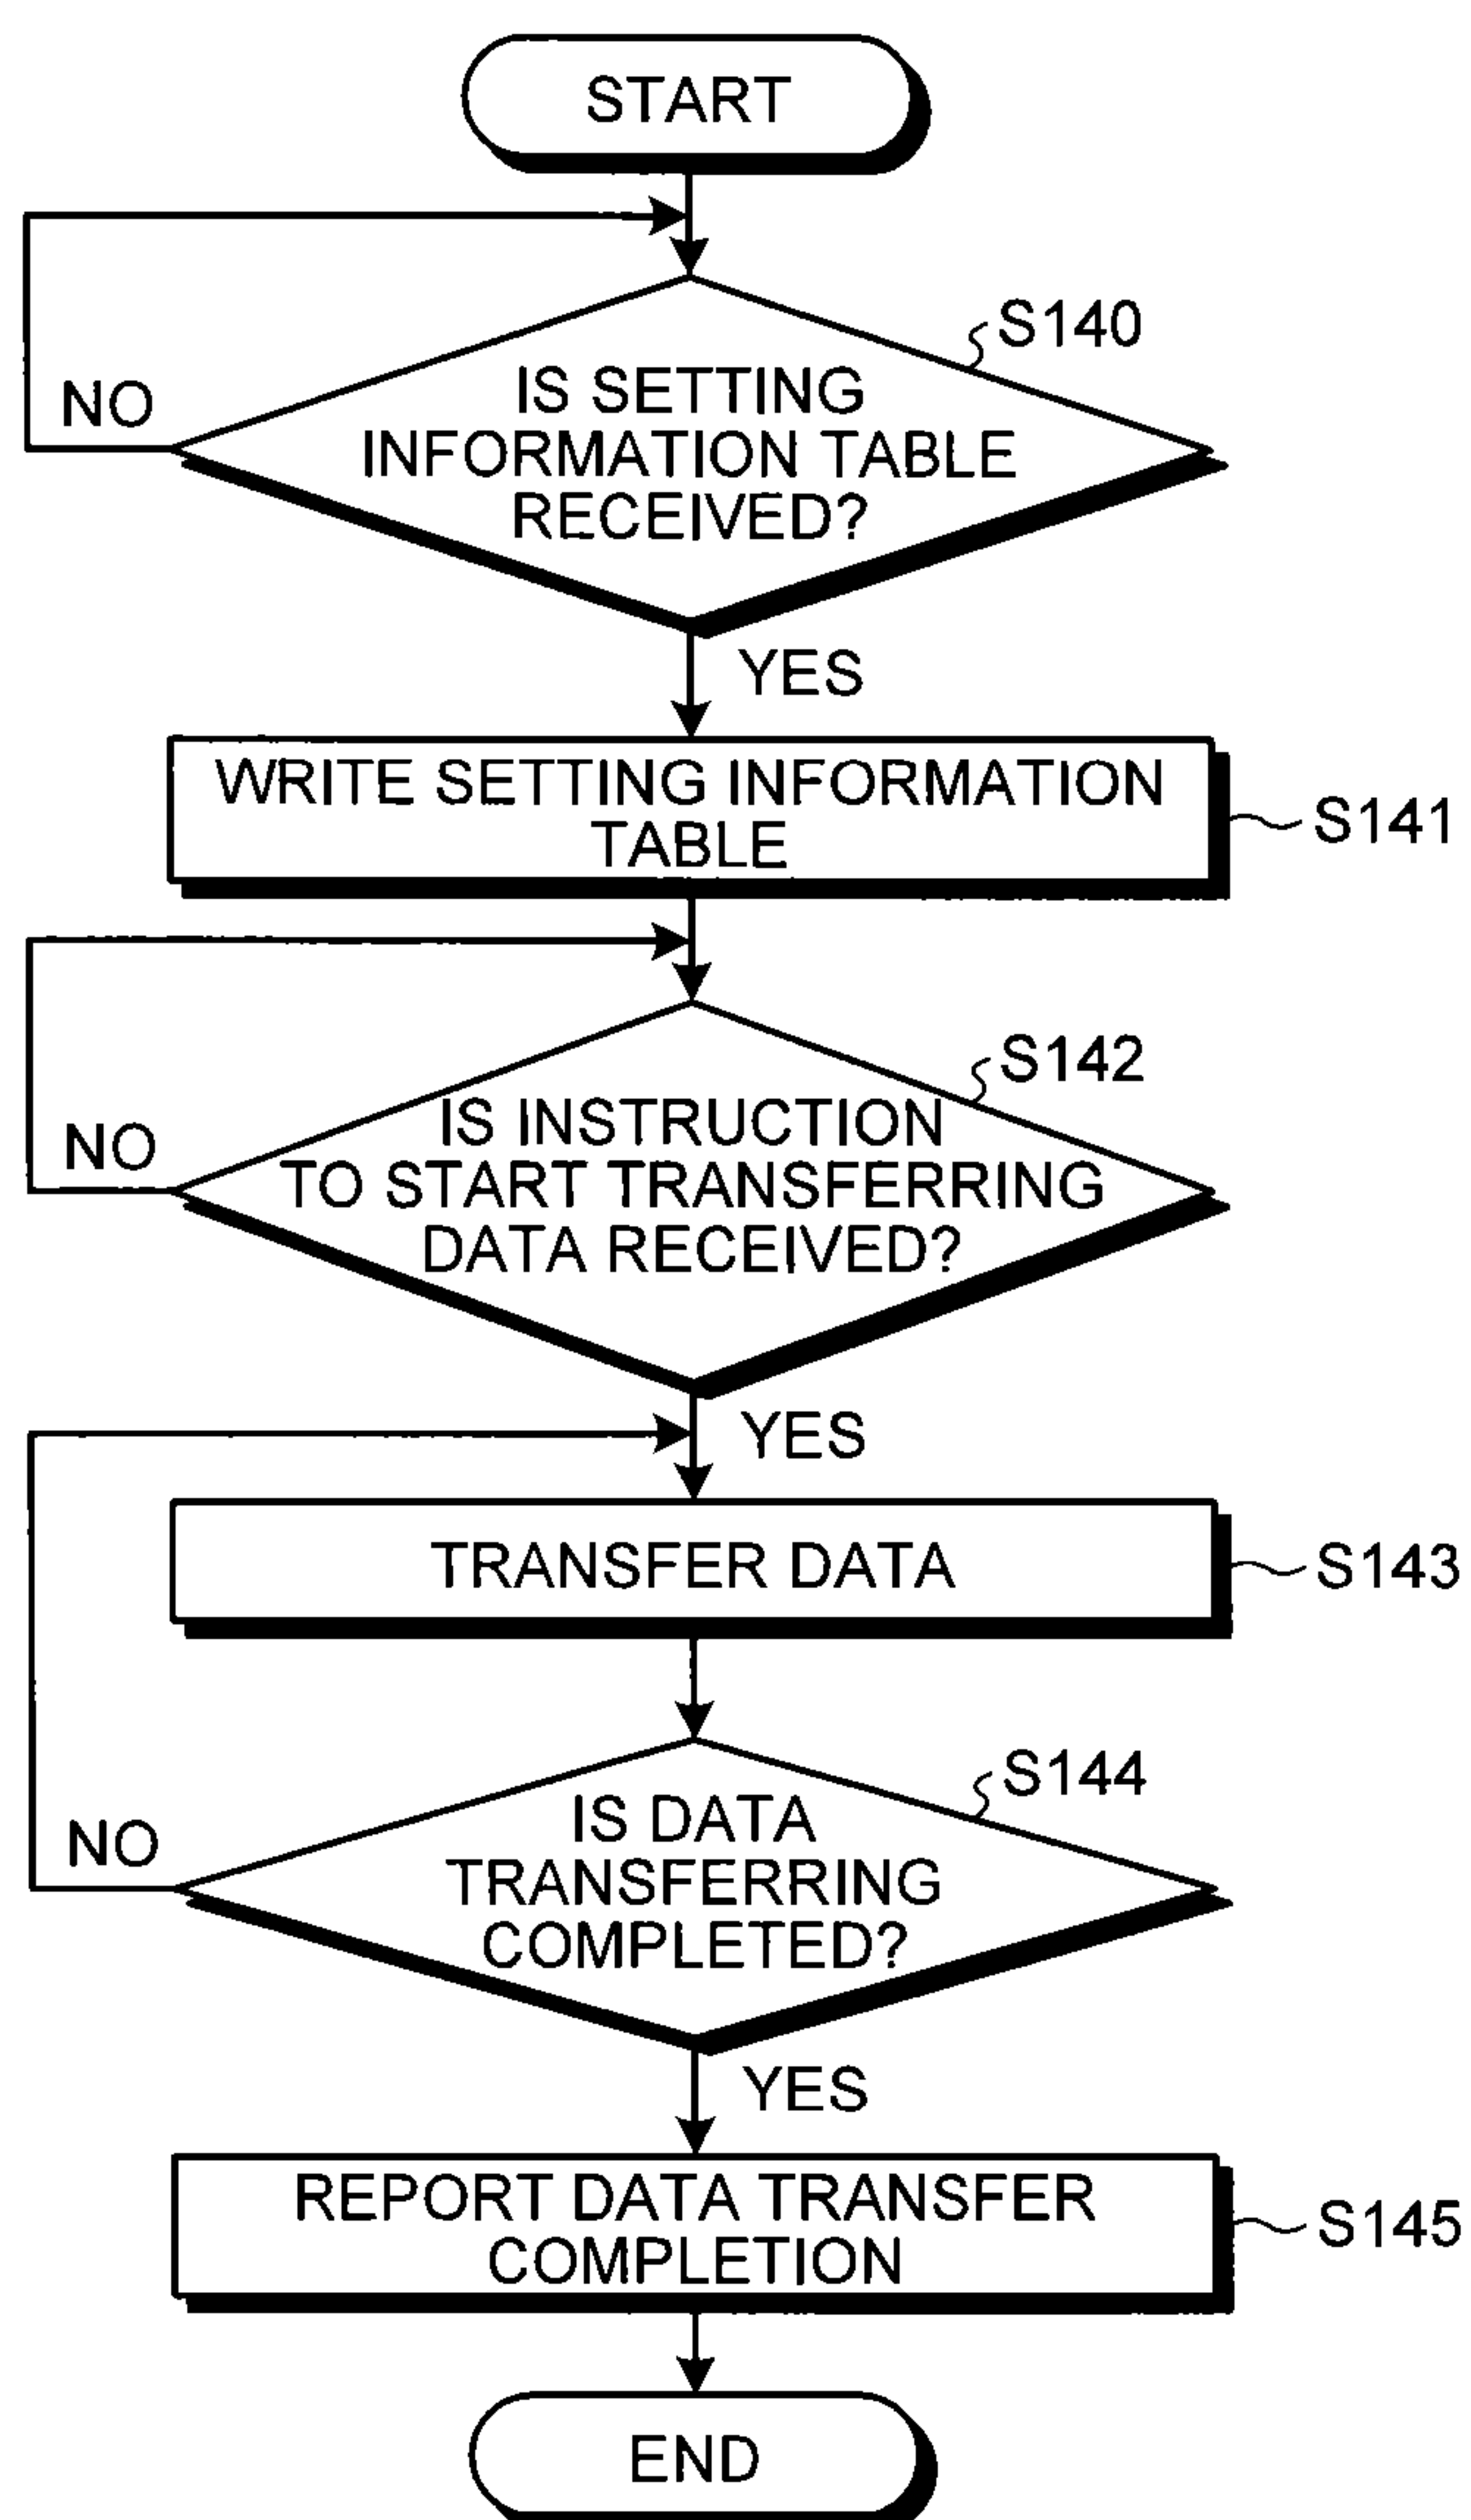 START
S140
IS SETTING
INFORMATION TABLE
RECEIVED?
NO
YES
WRITE SETTING INFORMATION
TABLE
S141
S142
IS INSTRUCTION
TO START TRANSFERRING
DATA RECEIVED?
NO
YES
TRANSFER DATA
S143
S144
IS DATA
TRANSFERRING
COMPLETED?
NO
YES
REPORT DATA TRANSFER
COMPLETION
S145
END